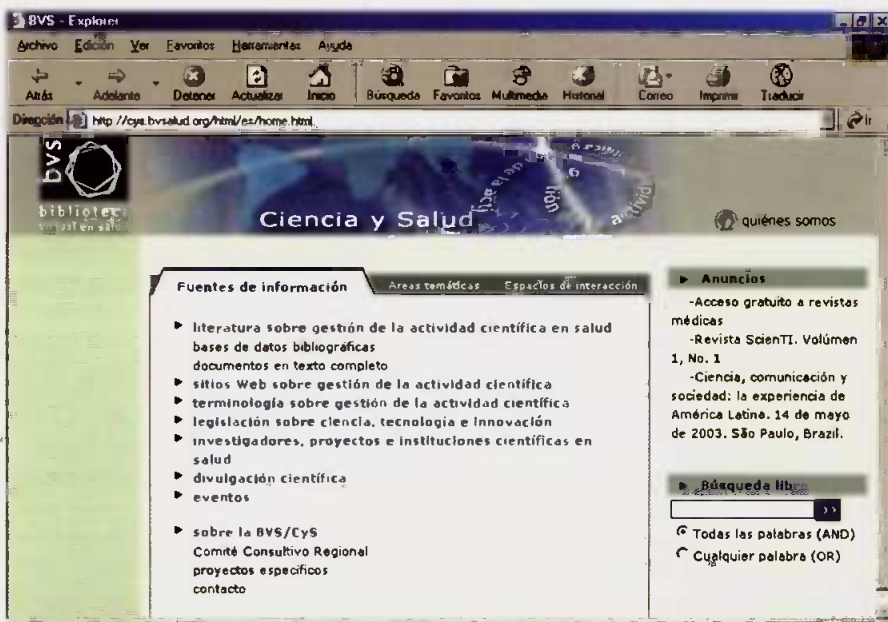 BVS - Explorer
Archivo Edición Ver Favoritos Herramientas Ayuda
Atrás Adelante Detener Actualizar Inicio Búsqueda Favoritos Multimedia Historial Correo Imprimir Traducir
Dirección http://cys.bvsalud.org/html/es/home.html Ir
bvs
biblioteca
virtual en salud
Ciencia y Salud
quiénes somos
Fuentes de información Areas temáticas Espacios de interacción
literatura sobre gestión de la actividad científica en salud
bases de datos bibliográficas
documentos en texto completo
sitios Web sobre gestión de la actividad científica
terminología sobre gestión de la actividad científica
legislación sobre ciencia, tecnología e innovación
investigadores, proyectos e instituciones científicas en
salud
divulgación científica
eventos
sobre la BVS/CyS
Comité Consultivo Regional
proyectos específicos
contacto
Anuncios
-Acceso gratuito a revistas
médicas
-Revista ScienTI. Volúmen
1, No. 1
-Ciencia, comunicación y
sociedad: la experiencia de
América Latina. 14 de mayo
de 2003. São Paulo, Brazil.
Búsqueda libre
Todas las palabras (AND)
Cualquier palabra (OR)